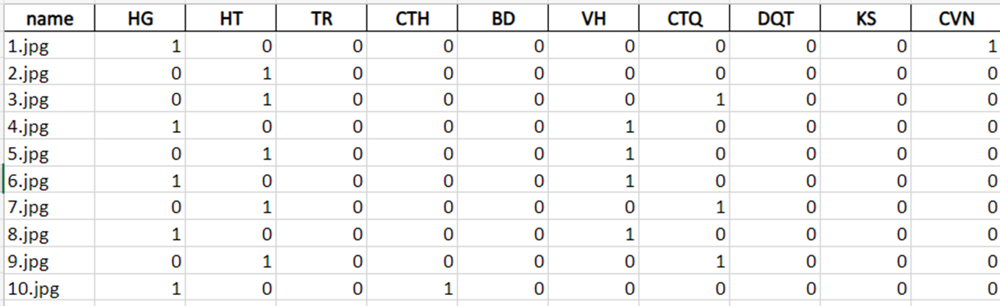 name HG HT TR CTH BD VH CTQ DQT KS CVN
1.jpg 1 0 0 0 0 0 0 0 0 1
2.jpg 0 1 0 0 0 0 0 0 0 0
3.jpg 0 1 0 0 0 0 1 0 0 0
4.jpg 1 0 0 0 0 1 0 0 0 0
5.jpg 0 1 0 0 0 1 0 0 0 0
6.jpg 1 0 0 0 0 1 0 0 0 0
7.jpg 0 1 0 0 0 0 1 0 0 0
8.jpg 1 0 0 0 0 1 0 0 0 0
9.jpg 0 1 0 0 0 0 1 0 0 0
10.jpg 1 0 0 1 0 0 0 0 0 0